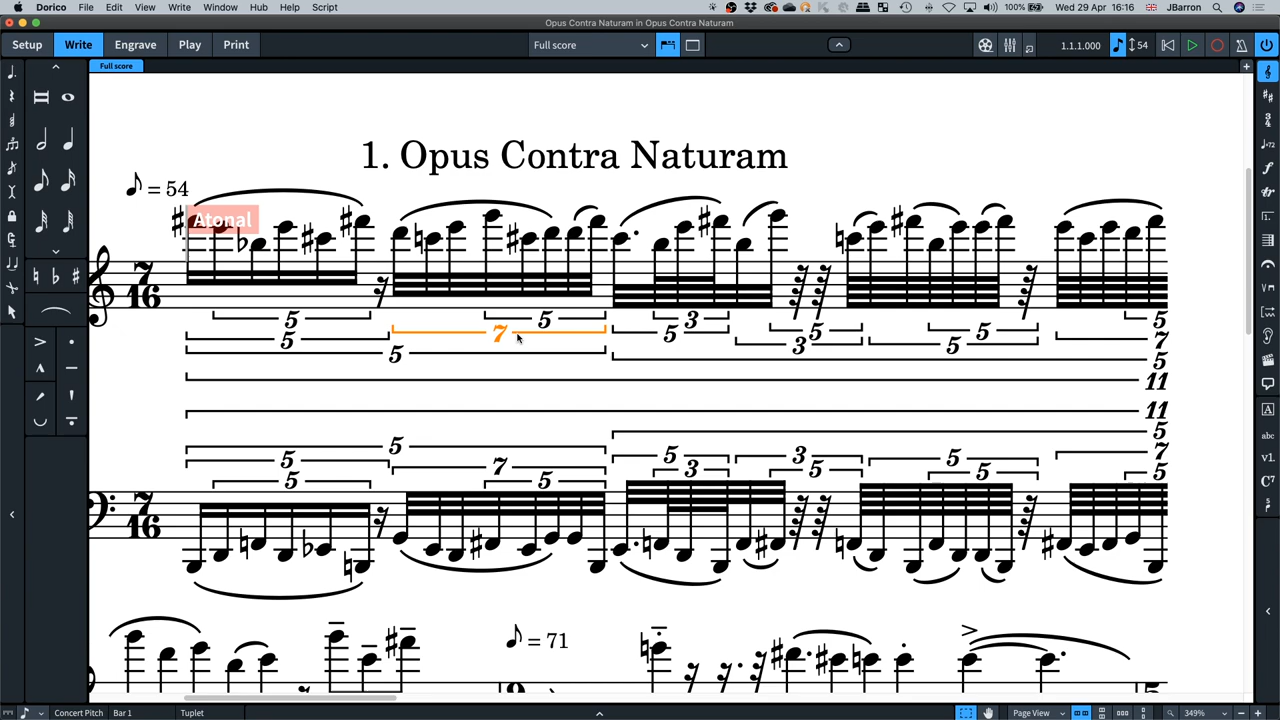 Dorico File Edit View Write Window Hub Help Script 100% Wed 29 Apr 16:16 JBarron
Opus Contra Naturam in Opus Contra Naturam
Setup Write Engrave Play Print Full score 1.1.1.000 54
Full score
1. Opus Contra Naturam
= 54
Atonal
7 16
5 5 3 5 5 5
5 7 5 3 5 7
5 5
11
11
5 5
5 7 5 3 5 7
5 5 3 5 5 5
7 16
= 71
abc
v1.
C7
Concert Pitch Bar 1 Tuplet Page View 349%